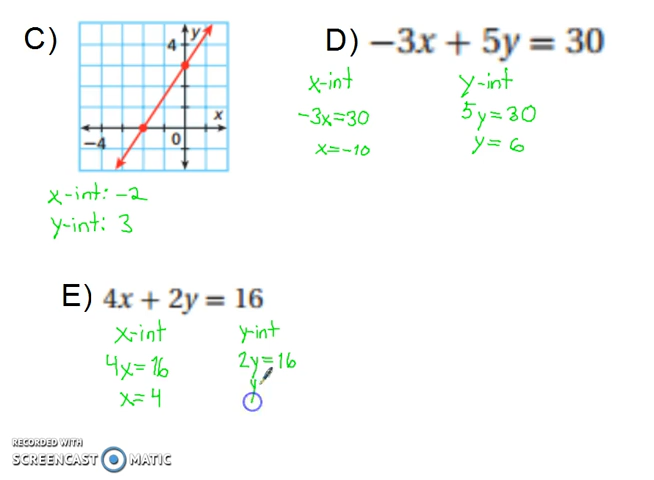 C)
y
4
x
-4
0
x-int: -2
y-int: 3
D) −3x + 5y = 30
x-int y-int
-3x=30 5y=30
x=-10 y=6
E) 4x + 2y = 16
x-int y-int
4x=16 2y=16
x=4 y
RECORDED WITH
SCREENCAST MATIC